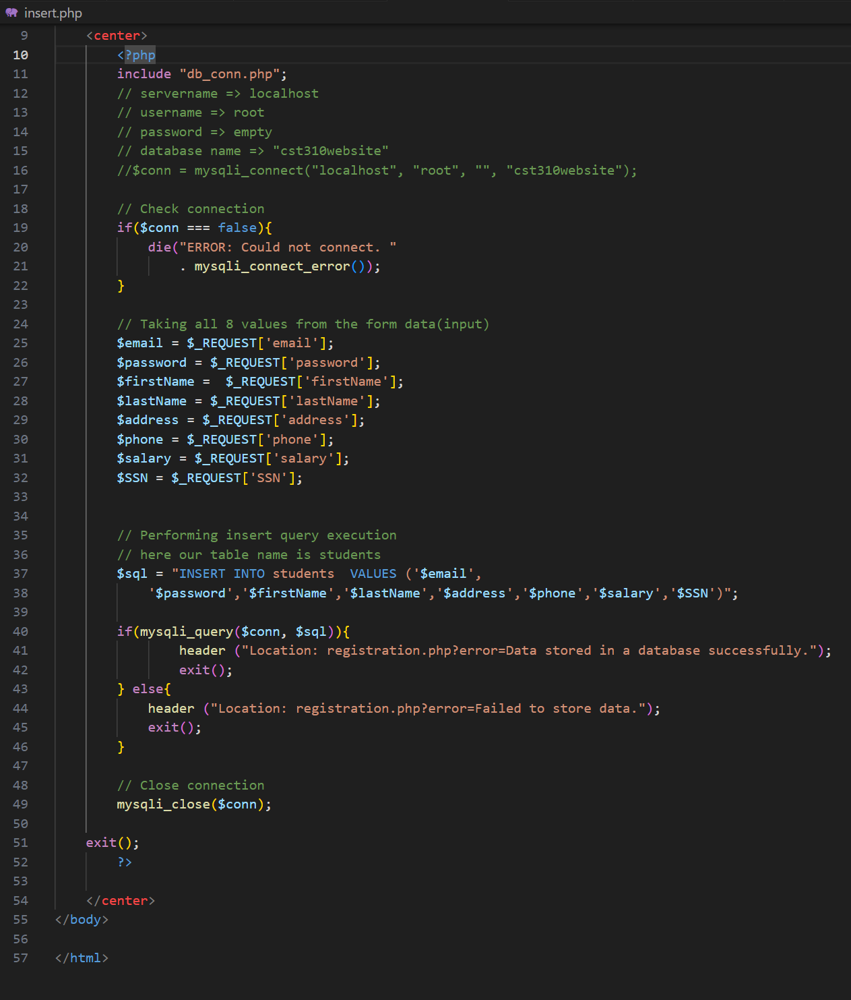 insert.php
9 <center>
10 <?php
11 include "db_conn.php";
12 // servername => localhost
13 // username => root
14 // password => empty
15 // database name => "cst310website"
16 //$conn = mysqli_connect("localhost", "root", "", "cst310website");
17
18 // Check connection
19 if($conn === false){
20 die("ERROR: Could not connect. "
21 . mysqli_connect_error());
22 }
23
24 // Taking all 8 values from the form data(input)
25 $email = $_REQUEST['email'];
26 $password = $_REQUEST['password'];
27 $firstName =  $_REQUEST['firstName'];
28 $lastName = $_REQUEST['lastName'];
29 $address = $_REQUEST['address'];
30 $phone = $_REQUEST['phone'];
31 $salary = $_REQUEST['salary'];
32 $SSN = $_REQUEST['SSN'];
33
34
35 // Performing insert query execution
36 // here our table name is students
37 $sql = "INSERT INTO students  VALUES ('$email',
38 '$password','$firstName','$lastName','$address','$phone','$salary','$SSN')";
39
40 if(mysqli_query($conn, $sql)){
41 header ("Location: registration.php?error=Data stored in a database successfully.");
42 exit();
43 } else{
44 header ("Location: registration.php?error=Failed to store data.");
45 exit();
46 }
47
48 // Close connection
49 mysqli_close($conn);
50
51 exit();
52 ?>
53
54 </center>
55 </body>
56
57 </html>